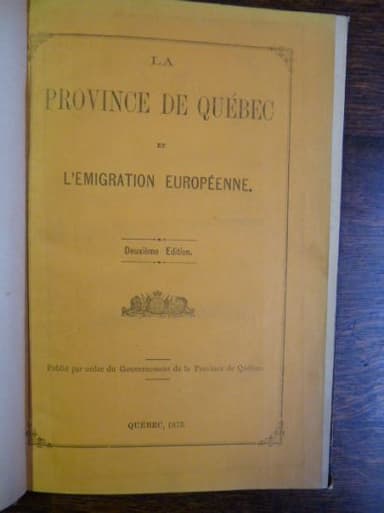 LA
PROVINCE DE QUÉBEC
ET
L'EMIGRATION EUROPÉENNE.
Deuxième Edition.
Publié par ordre du Gouvernement de la Province de Québec
QUÉBEC, 1873.